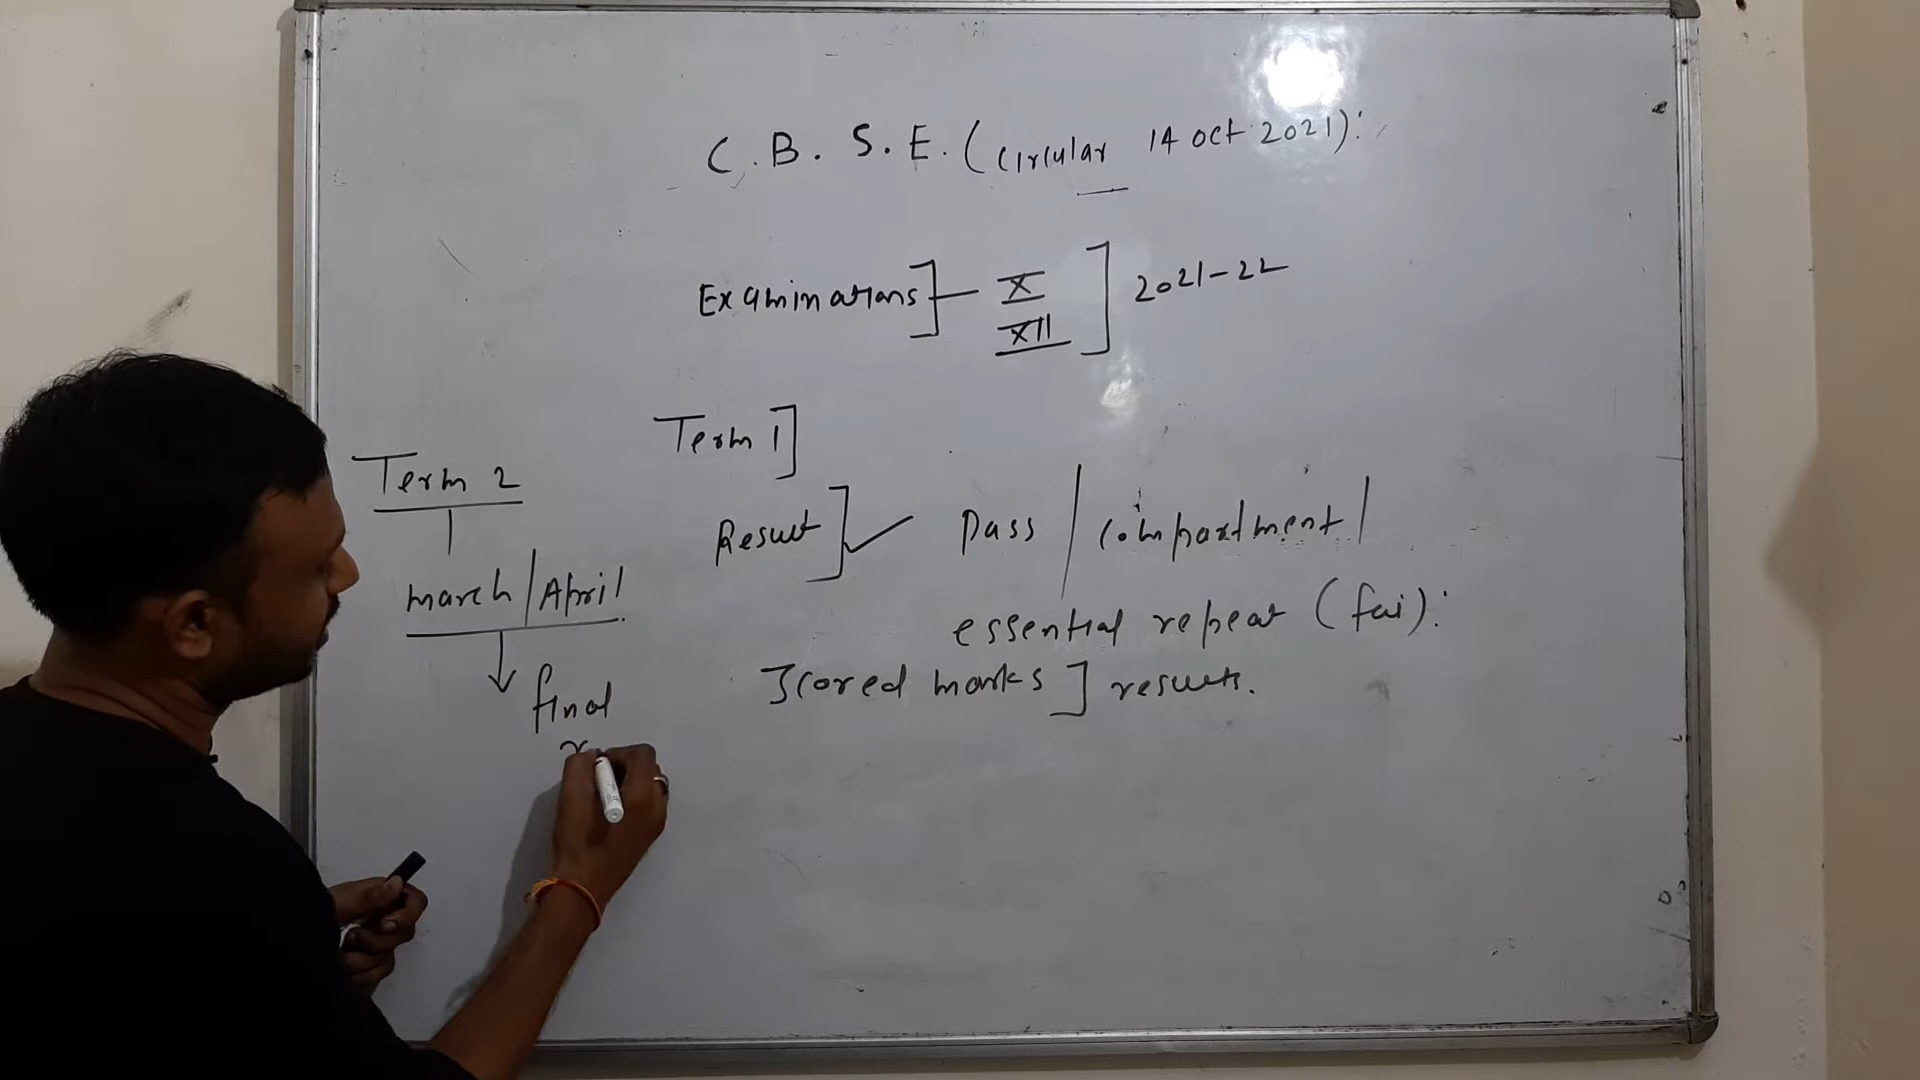 C.B.S.E. (Circular 14 Oct 2021):
Examinations] — X ] 2021-22
XII
Term 1]
Result] ✓ Pass / Compartment /
essential repeat (fai):
Scored marks ] results.
Term 2
march/April
↓ final
r